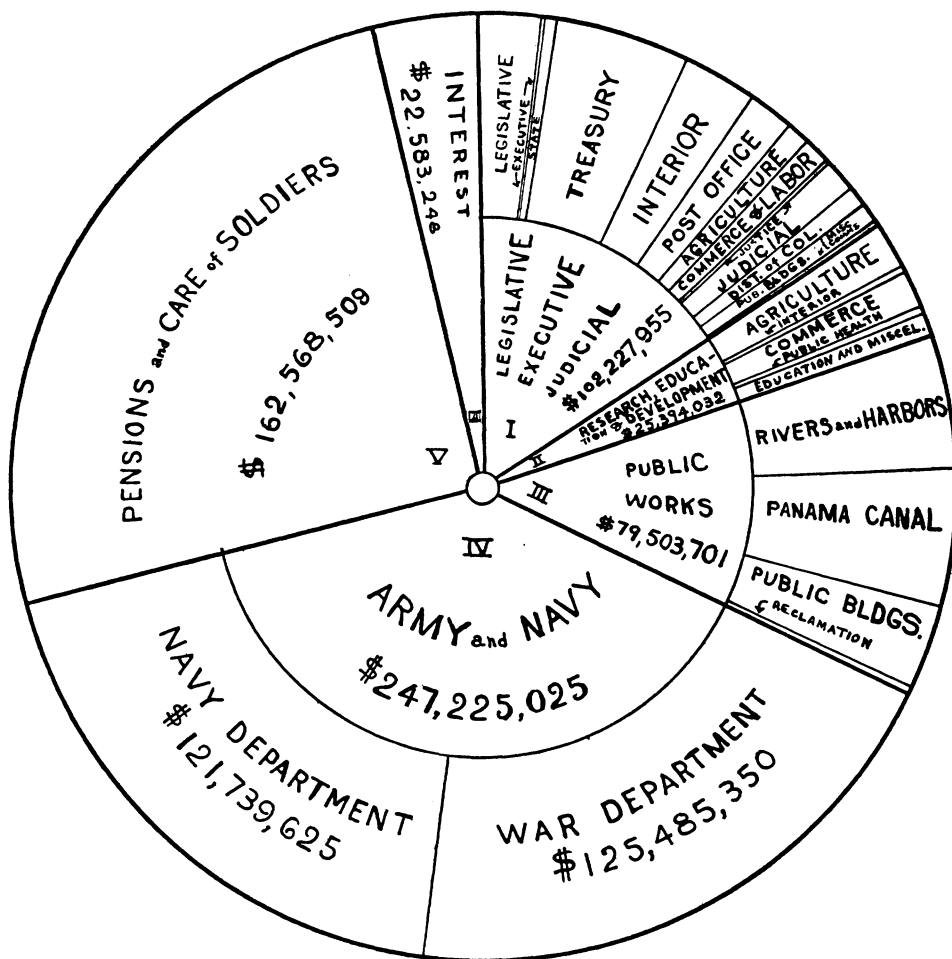 PENSIONS and CARE of SOLDIERS
$ 162,568,509
V
INTEREST
$ 22.583,248
VI
LEGISLATIVE
←EXECUTIVE→
STATE
TREASURY
INTERIOR
POST OFFICE
AGRICULTURE
COMMERCE & LABOR
←JUSTICE→
JUDICIAL
DIST. of COL.
PUB. BLDGS.
LEGISLATIVE
EXECUTIVE
JUDICIAL
$102,227,955
I
AGRICULTURE
←INTERIOR
COMMERCE
PUBLIC HEALTH
EDUCATION AND MISCEL.
RESEARCH, EDUCA-
TION & DEVELOPMENT
$25,394,032
II
RIVERS and HARBORS
PANAMA CANAL
PUBLIC BLDGS.
RECLAMATION
PUBLIC
WORKS
$79,503,701
III
IV
ARMY and NAVY
$247,225,025
NAVY DEPARTMENT
$121,739,625
WAR DEPARTMENT
$125,485,350